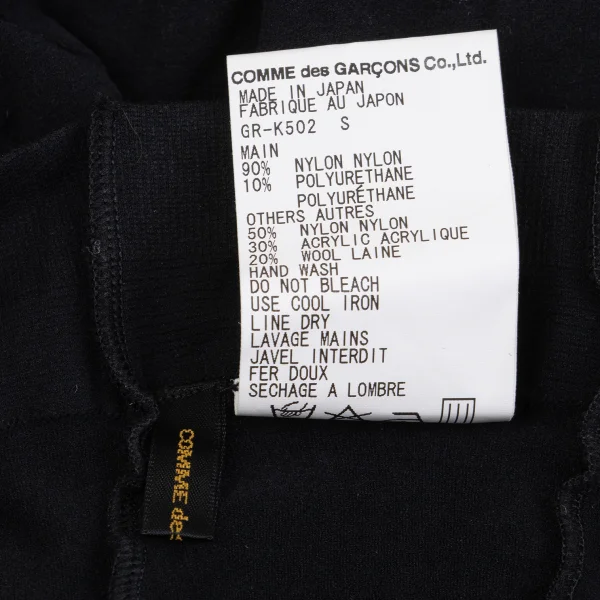 COMME des GARÇONS Co.,Ltd.
MADE IN JAPAN
FABRIQUE AU JAPON
GR-K502 S
MAIN
90% NYLON NYLON
10% POLYURETHANE
POLYURÉTHANE
OTHERS AUTRES
50% NYLON NYLON
30% ACRYLIC ACRYLIQUE
20% WOOL LAINE
HAND WASH
DO NOT BLEACH
USE COOL IRON
LINE DRY
LAVAGE MAINS
JAVEL INTERDIT
FER DOUX
SECHAGE A LOMBRE
COMME des